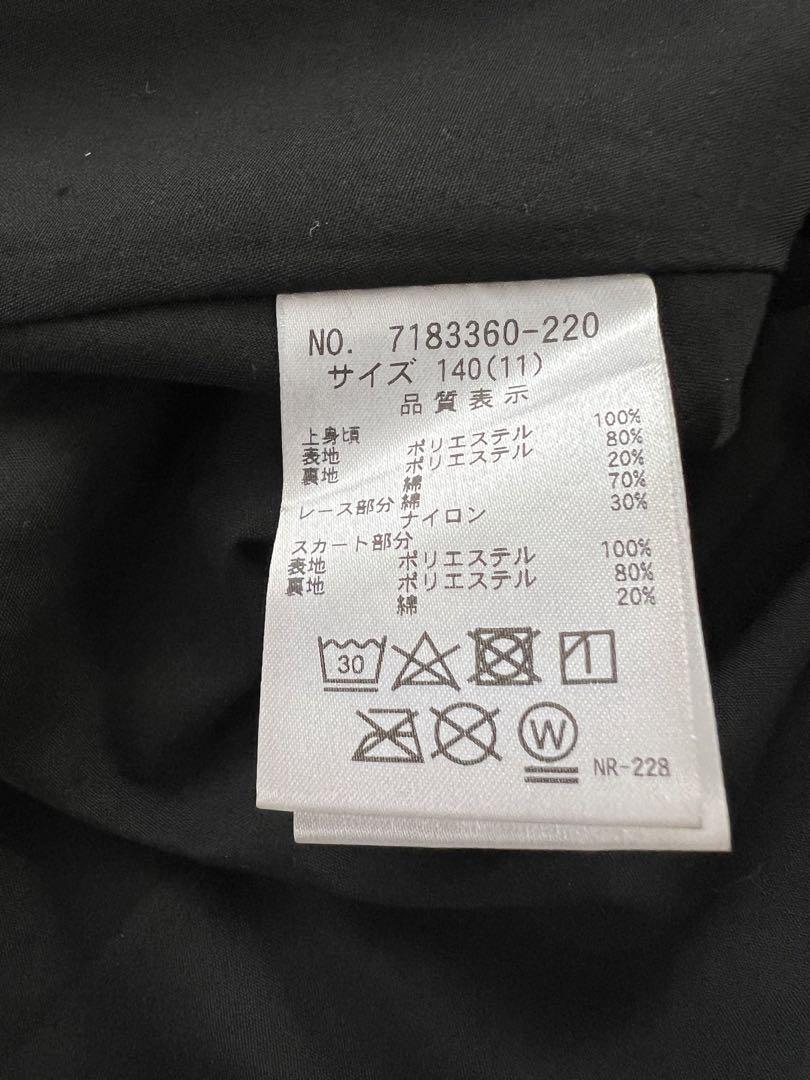 NO. 7183360-220
サイズ 140(11)
品質表示
上身頃
表地 ポリエステル 100%
裏地 ポリエステル 80%
綿 20%
レース部分 綿 70%
ナイロン 30%
スカート部分
表地 ポリエステル 100%
裏地 ポリエステル 80%
綿 20%
30
W
NR-228